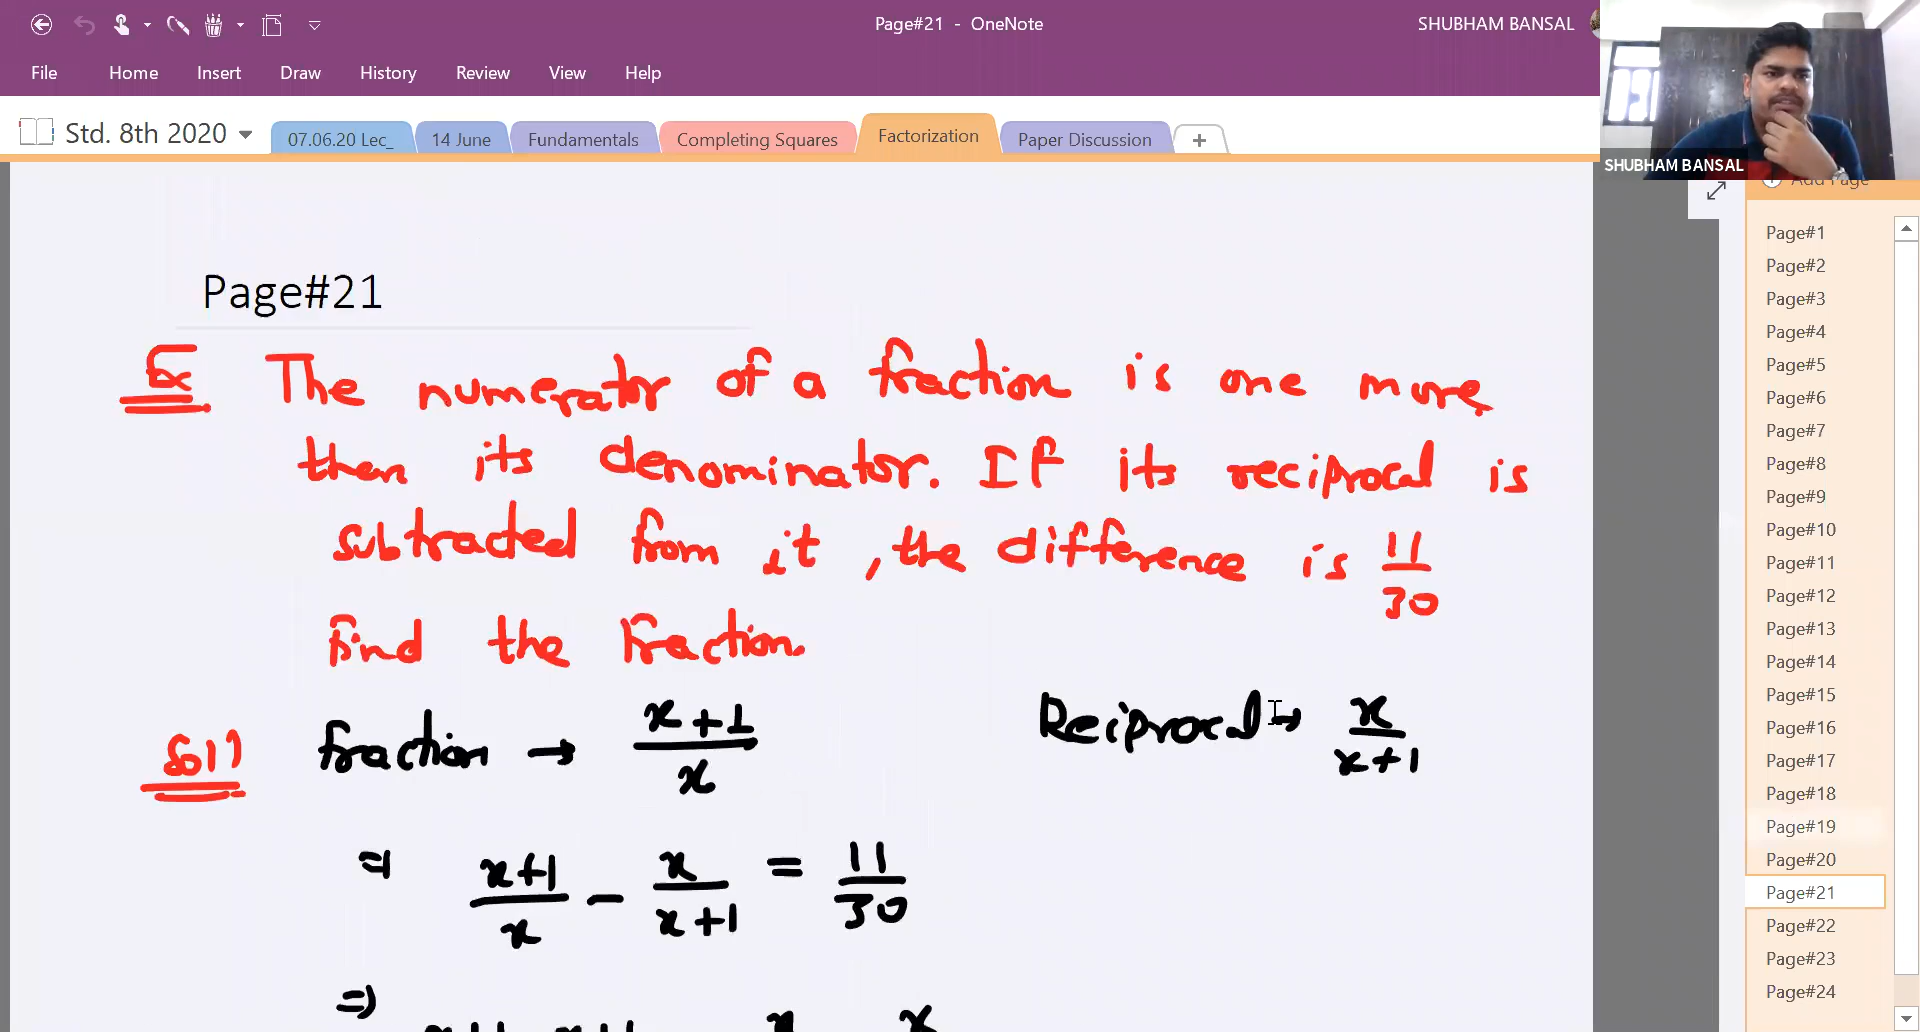 Page#21 - OneNote
SHUBHAM BANSAL
File Home Insert Draw History Review View Help
Std. 8th 2020
07.06.20 Lec_
14 June
Fundamentals
Completing Squares
Factorization
Paper Discussion
+
SHUBHAM BANSAL
Add Page
Page#1
Page#2
Page#3
Page#4
Page#5
Page#6
Page#7
Page#8
Page#9
Page#10
Page#11
Page#12
Page#13
Page#14
Page#15
Page#16
Page#17
Page#18
Page#19
Page#20
Page#21
Page#22
Page#23
Page#24
Page#21
Ex The numerator of a fraction is one more
then its denominator. If its reciprocal is
subtracted from it, the difference is 11/30
find the fraction.
Sol) fraction → (x+1)/x Reciprocal → x/(x+1)
⇒ (x+1)/x - x/(x+1) = 11/30
⇒